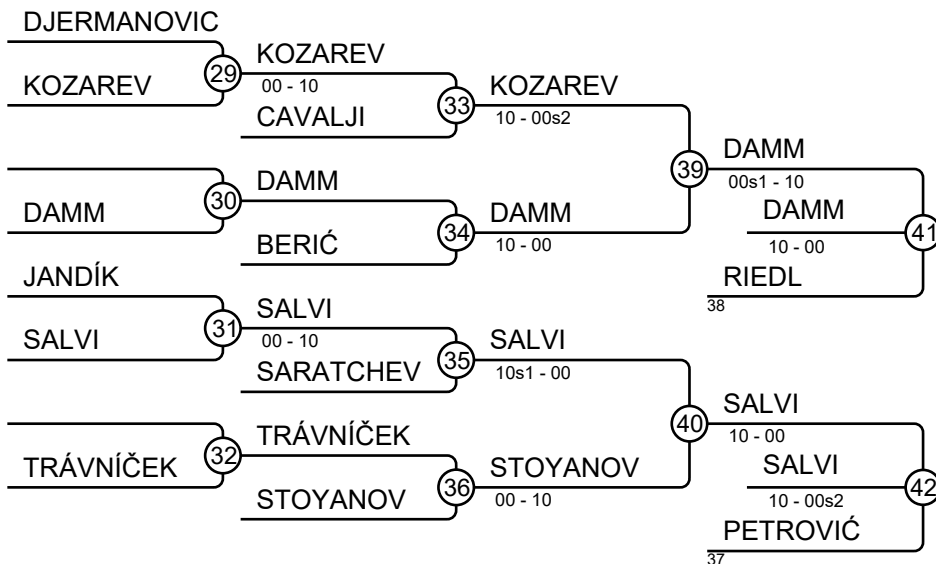 DJERMANOVIC
KOZAREV
29
KOZAREV
00 - 10
CAVALJI
33
KOZAREV
10 - 00s2
DAMM
30
DAMM
BERIĆ
34
DAMM
10 - 00
39
DAMM
00s1 - 10
DAMM
10 - 00
41
RIEDL
38
JANDÍK
SALVI
31
SALVI
00 - 10
SARATCHEV
35
SALVI
10s1 - 00
TRÁVNÍČEK
32
TRÁVNÍČEK
STOYANOV
36
STOYANOV
00 - 10
40
SALVI
10 - 00
SALVI
10 - 00s2
42
PETROVIĆ
37